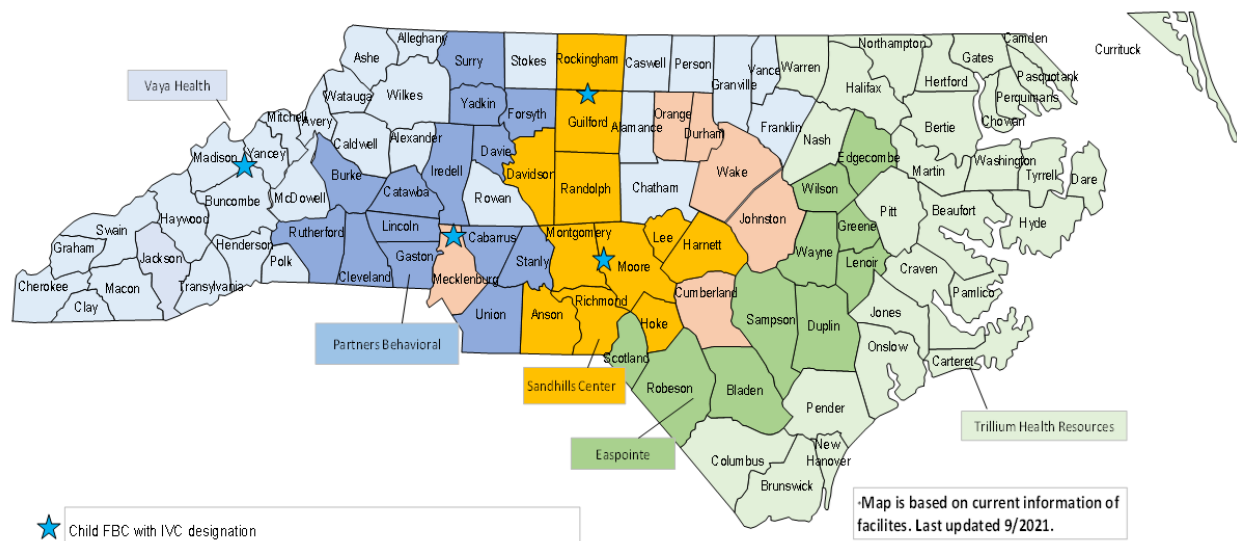 Alleghany
Northampton
Camden
Currituck
Ashe
Surry
Stokes
Rockingham
Caswell
Person
Vance
Warren
Gates
Granville
Hertford
Pasquotank
Vaya Health
Watauga
Wilkes
Yadkin
Forsyth
Guilford
Halifax
Perquimans
Mitchell
Avery
Orange
Durham
Franklin
Chowan
Alamance
Nash
Bertie
Caldwell
Alexander
Davie
Edgecombe
Madison
Yancey
Iredell
Burke
Davidson
Randolph
Wake
Martin
Washington
Tyrrell
Dare
McDowell
Catawba
Rowan
Chatham
Wilson
Buncombe
Haywood
Johnston
Pitt
Beaufort
Hyde
Swain
Rutherford
Lincoln
Cabarrus
Montgomery
Lee
Harnett
Greene
Graham
Henderson
Gaston
Stanly
Moore
Wayne
Jackson
Polk
Lenoir
Craven
Cherokee
Macon
Transylvania
Cleveland
Mecklenburg
Cumberland
Pamlico
Clay
Union
Anson
Richmond
Hoke
Sampson
Duplin
Jones
Partners Behavioral
Onslow
Scotland
Carteret
Sandhills Center
Robeson
Bladen
Pender
Trillium Health Resources
Easpointe
Columbus
New
Hanover
Brunswick
Child FBC with IVC designation
·Map is based on current information of
facilites. Last updated 9/2021.